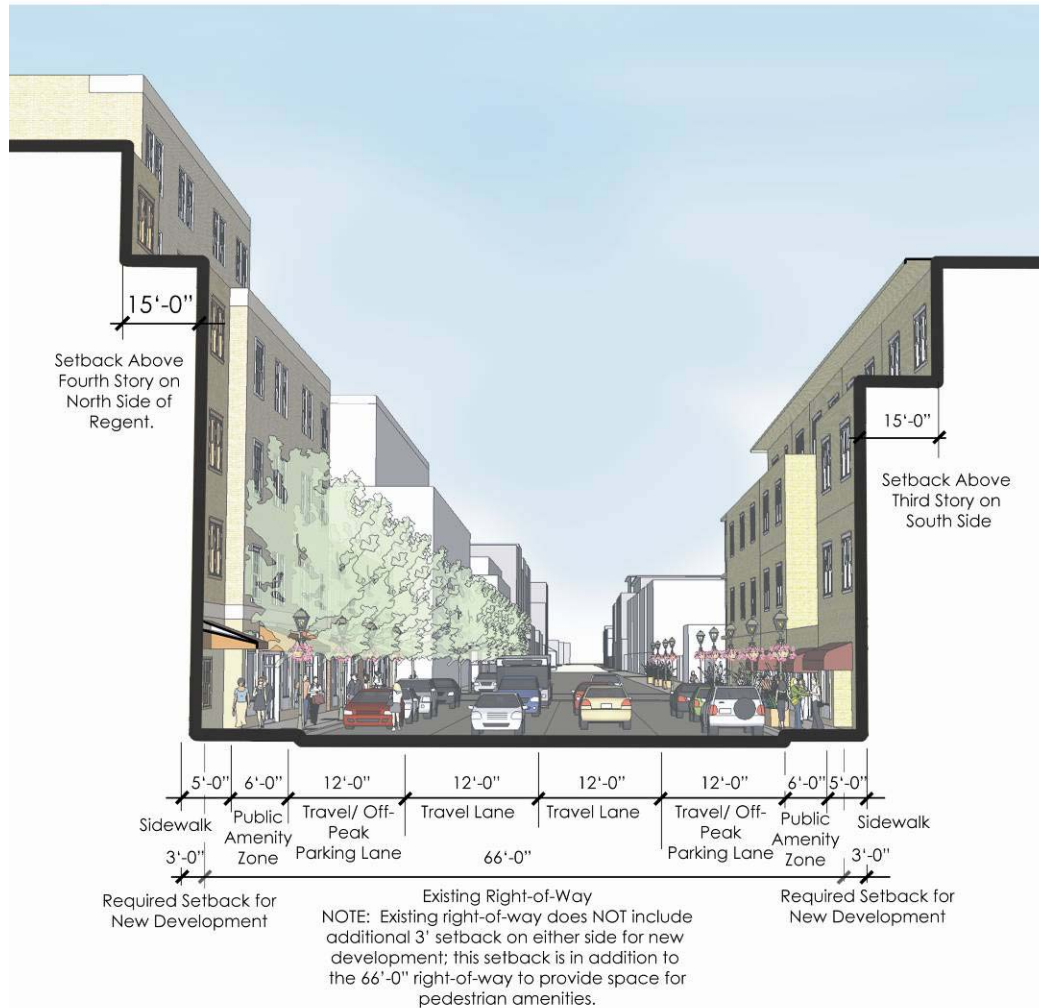 15'-0"
Setback Above
Fourth Story on
North Side of
Regent.
15'-0"
Setback Above
Third Story on
South Side
5'-0" 6'-0" 12'-0" 12'-0" 12'-0" 12'-0" 6'-0" 5'-0"
Sidewalk
Public
Amenity
Zone
Travel/ Off-
Peak
Parking Lane
Travel Lane
Travel Lane
Travel/ Off-
Peak
Parking Lane
Public
Amenity
Zone
Sidewalk
3'-0" 66'-0" 3'-0"
Required Setback for
New Development
Existing Right-of-Way
NOTE: Existing right-of-way does NOT include
additional 3' setback on either side for new
development; this setback is in addition to
the 66'-0" right-of-way to provide space for
pedestrian amenities.
Required Setback for
New Development